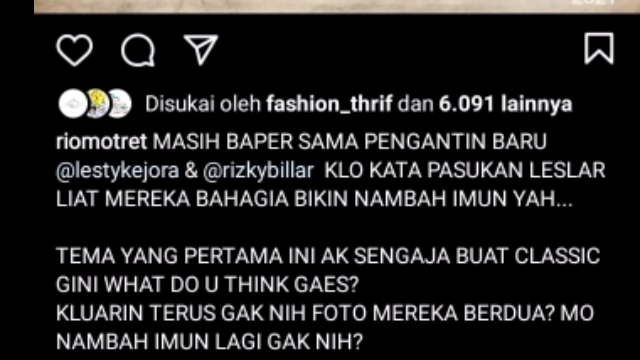 2021
Disukai oleh fashion_thrif dan 6.091 lainnya
riomotret MASIH BAPER SAMA PENGANTIN BARU
@lestykejora & @rizkybillar KLO KATA PASUKAN LESLAR
LIAT MEREKA BAHAGIA BIKIN NAMBAH IMUN YAH...
TEMA YANG PERTAMA INI AK SENGAJA BUAT CLASSIC
GINI WHAT DO U THINK GAES?
KLUARIN TERUS GAK NIH FOTO MEREKA BERDUA? MO
NAMBAH IMUN LAGI GAK NIH?